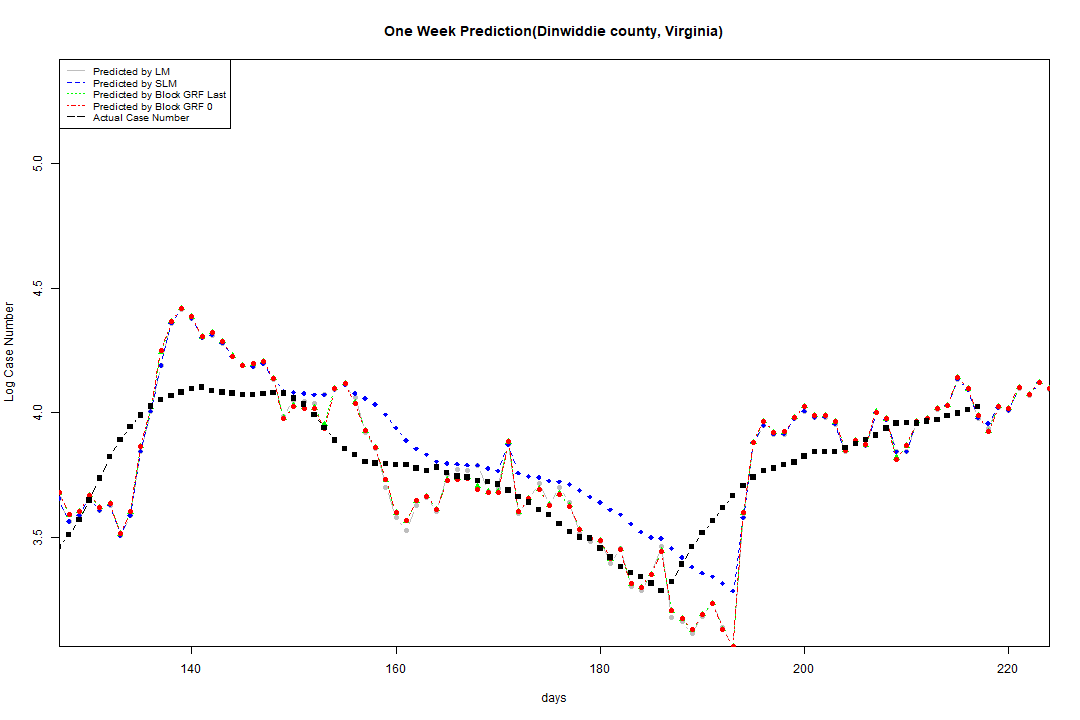 One Week Prediction(Dinwiddie county, Virginia)
Predicted by LM
Predicted by SLM
Predicted by Block GRF Last
Predicted by Block GRF 0
Actual Case Number
Log Case Number
5.0
4.5
4.0
3.5
140 160 180 200 220
days